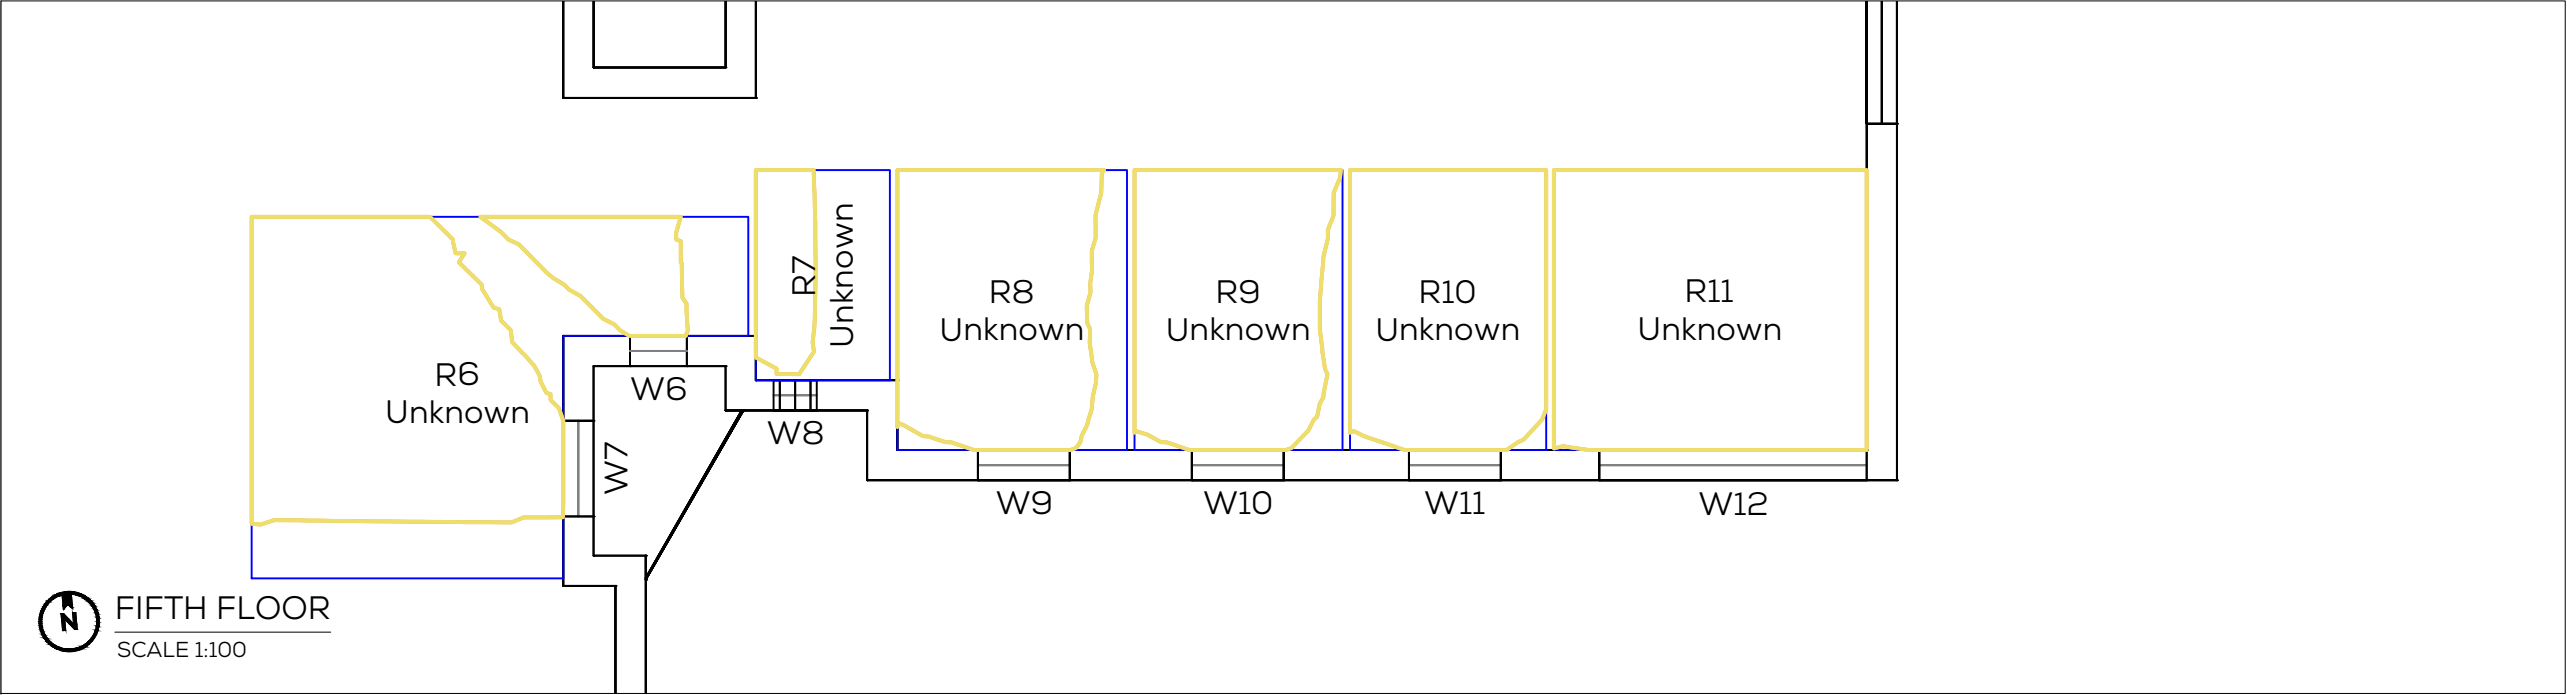 R7
Unknown
R8
Unknown
R9
Unknown
R10
Unknown
R11
Unknown
R6
Unknown
W6
W7
W8
W9
W10
W11
W12
N
FIFTH FLOOR
SCALE 1:100